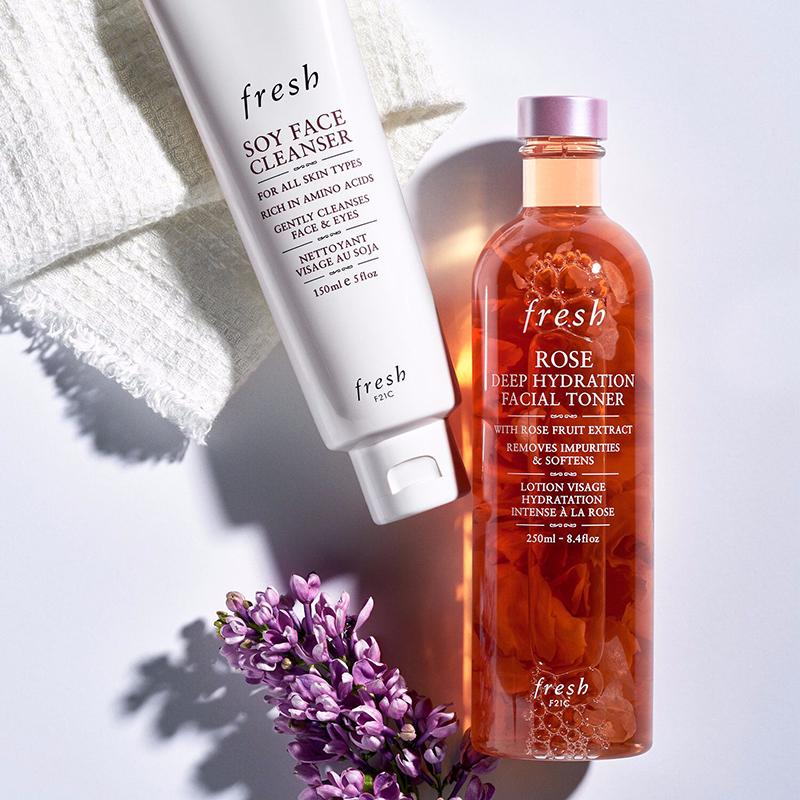 fresh
SOY FACE
CLEANSER
FOR ALL SKIN TYPES
RICH IN AMINO ACIDS
GENTLY CLEANSES
FACE & EYES
NETTOYANT
VISAGE AU SOJA
150ml e 5floz
fresh
F21C
fresh
ROSE
DEEP HYDRATION
FACIAL TONER
WITH ROSE FRUIT EXTRACT
REMOVES IMPURITIES
& SOFTENS
LOTION VISAGE
HYDRATATION
INTENSE À LA ROSE
250ml - 8.4floz
fresh
F21C